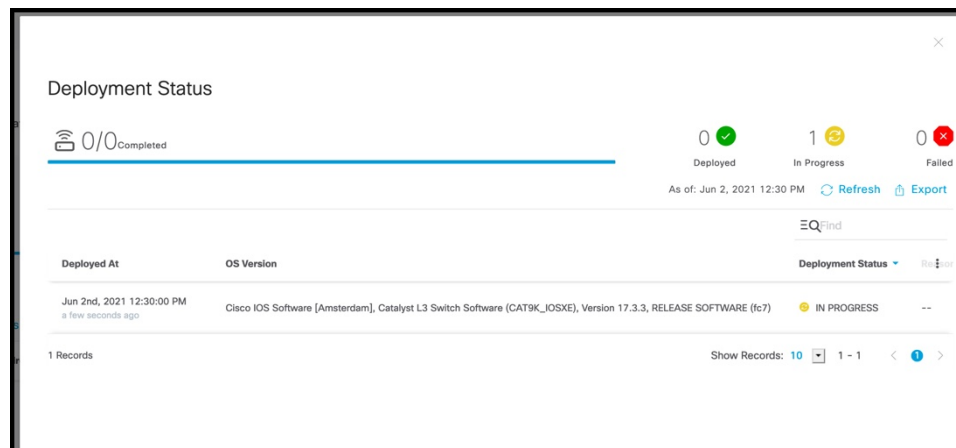 Deployment Status
0/0 Completed
0 Deployed
1 In Progress
0 Failed
As of: Jun 2, 2021 12:30 PM Refresh Export
Find
Deployed At OS Version Deployment Status
Jun 2nd, 2021 12:30:00 PM Cisco IOS Software [Amsterdam], Catalyst L3 Switch Software (CAT9K_IOSXE), Version 17.3.3, RELEASE SOFTWARE (fc7) IN PROGRESS --
a few seconds ago
1 Records Show Records: 10 1 - 1 < 1 >